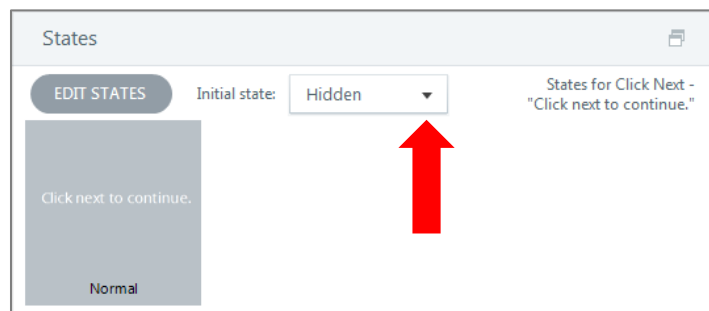 States
EDIT STATES
Initial state:
Hidden
States for Click Next -
"Click next to continue."
Click next to continue.
Normal